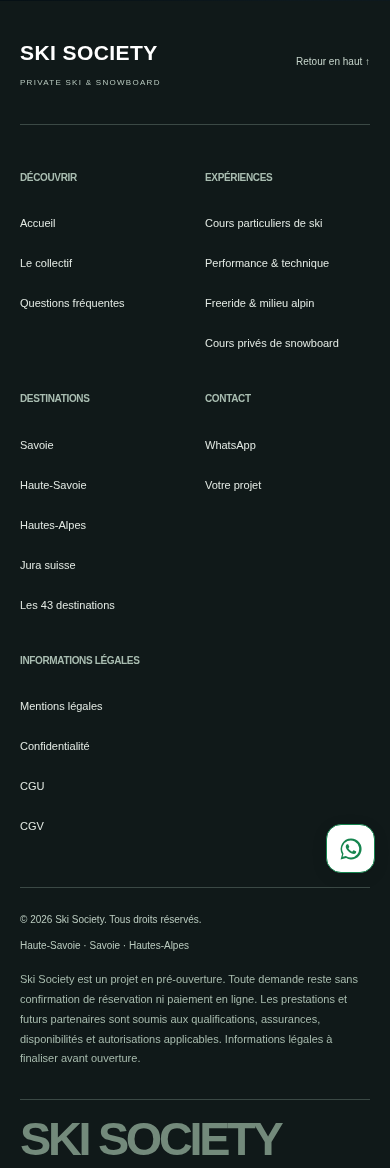 SKI SOCIETY
PRIVATE SKI & SNOWBOARD
Retour en haut ↑
DÉCOUVRIR
Accueil
Le collectif
Questions fréquentes
EXPÉRIENCES
Cours particuliers de ski
Performance & technique
Freeride & milieu alpin
Cours privés de snowboard
DESTINATIONS
Savoie
Haute-Savoie
Hautes-Alpes
Jura suisse
Les 43 destinations
CONTACT
WhatsApp
Votre projet
INFORMATIONS LÉGALES
Mentions légales
Confidentialité
CGU
CGV
© 2026 Ski Society. Tous droits réservés.
Haute-Savoie · Savoie · Hautes-Alpes
Ski Society est un projet en pré-ouverture. Toute demande reste sans
confirmation de réservation ni paiement en ligne. Les prestations et
futurs partenaires sont soumis aux qualifications, assurances,
disponibilités et autorisations applicables. Informations légales à
finaliser avant ouverture.
SKI SOCIETY